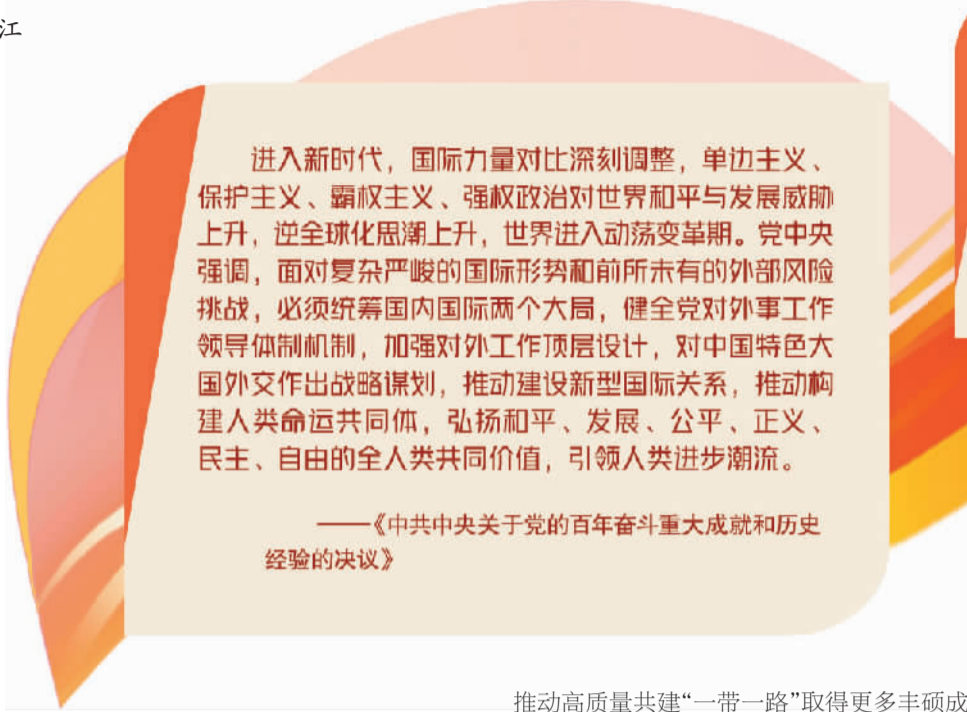 江
进入新时代，国际力量对比深刻调整，单边主义、
保护主义、霸权主义、强权政治对世界和平与发展威胁
上升，逆全球化思潮上升，世界进入动荡变革期。党中央
强调，面对复杂严峻的国际形势和前所未有的外部风险
挑战，必须统筹国内国际两个大局，健全党对外事工作
领导体制机制，加强对外工作顶层设计，对中国特色大
国外交作出战略谋划，推动建设新型国际关系，推动构
建人类命运共同体，弘扬和平、发展、公平、正义、
民主、自由的全人类共同价值，引领人类进步潮流。
——《中共中央关于党的百年奋斗重大成就和历史
经验的决议》
推动高质量共建“一带一路”取得更多丰硕成